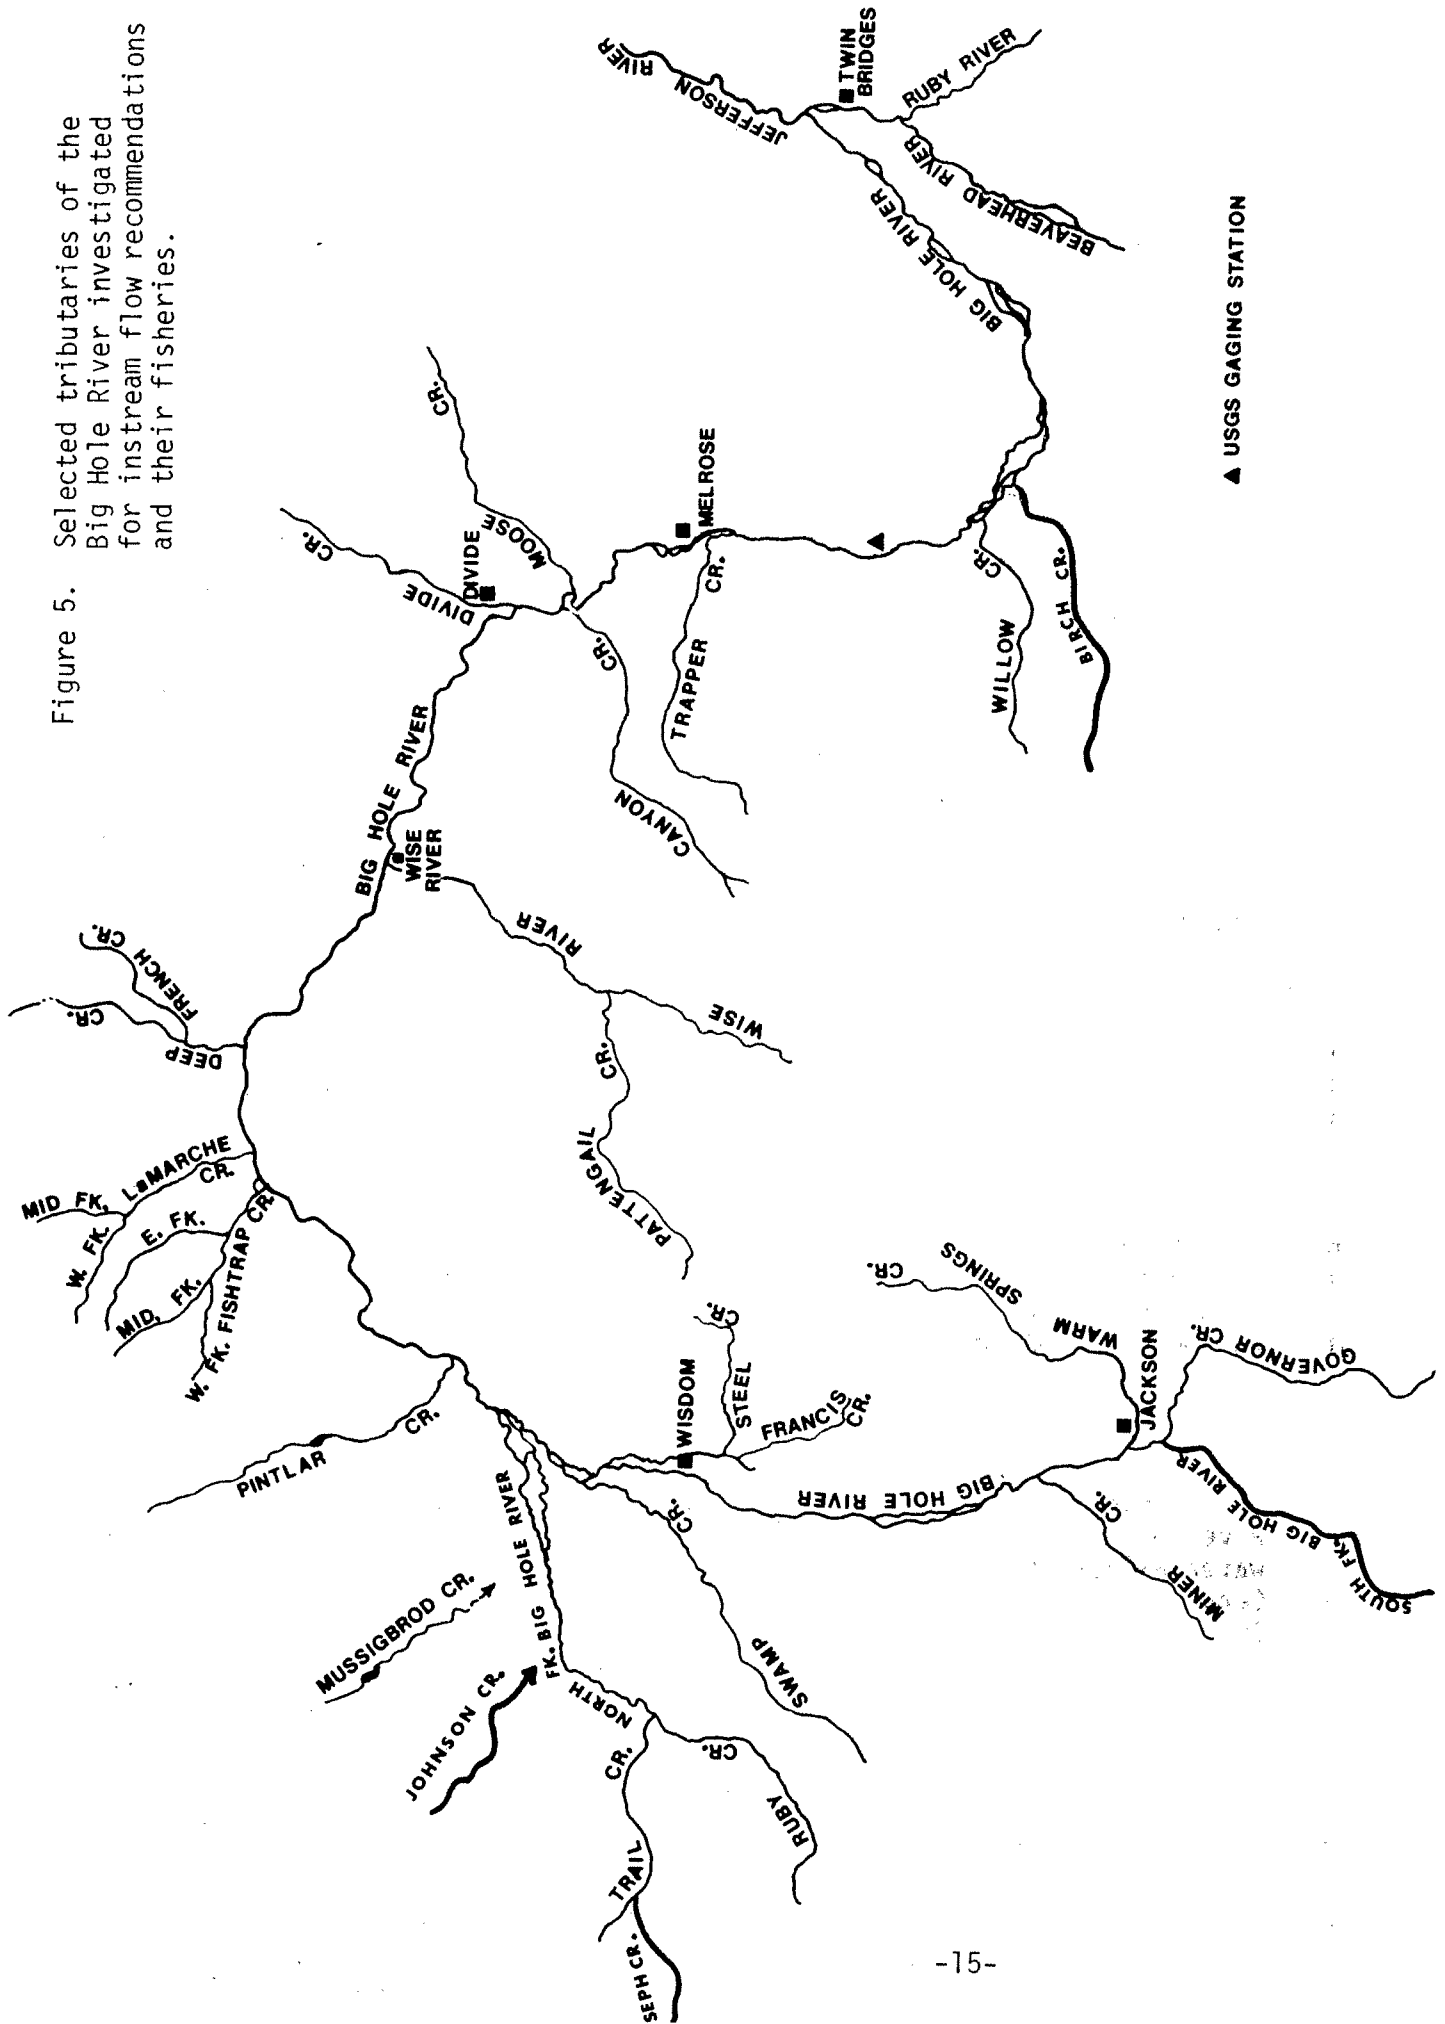 Figure 5. Selected tributaries of the
Big Hole River investigated
for instream flow recommendations
and their fisheries.
JEFFERSON
RIVER
TWIN
BRIDGES
RUBY RIVER
BEAVERHEAD RIVER
BIG HOLE RIVER
USGS GAGING STATION
DIVIDE
CR.
DIVIDE
MOOSE
CR.
MELROSE
CANYON
CR.
TRAPPER
CR.
WILLOW
CR.
BIRCH CR.
BIG HOLE RIVER
WISE
RIVER
WISE
RIVER
PATTENGAIL
CR.
FRENCH CR.
DEEP
CR.
MID FK.
LaMARCHE
CR.
W. FK.
E. FK.
MID. FK.
W. FK. FISHTRAP CR.
PINTLAR
CR.
WISDOM
STEEL
CR.
FRANCIS
CR.
WARM
SPRINGS
CR.
JACKSON
GOVERNOR CR.
SOUTH FK. BIG HOLE RIVER
MINER
CR.
BIG HOLE RIVER
SWAMP
CR.
NORTH
FK. BIG HOLE RIVER
MUSSIGBROD CR.
JOHNSON CR.
RUBY
CR.
TRAIL
CR.
SEPH CR.
-15-